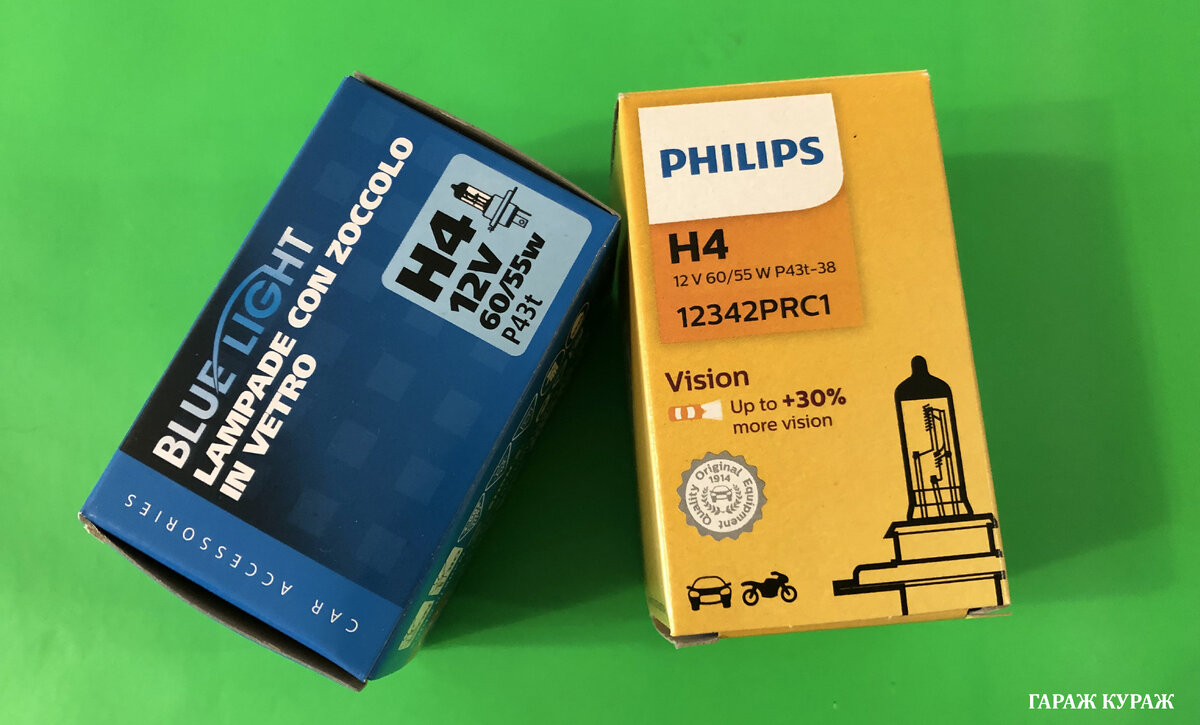 BLUE LIGHT
LAMPADE CON ZOCCOLO
IN VETRO
H4
12V
60/55w
P43t
CAR ACCESSORIES
PHILIPS
H4
12 V 60/55 W P43t-38
12342PRC1
Vision
Up to +30%
more vision
Original Equipment Quality
1914
ГАРАЖ КУРАЖ